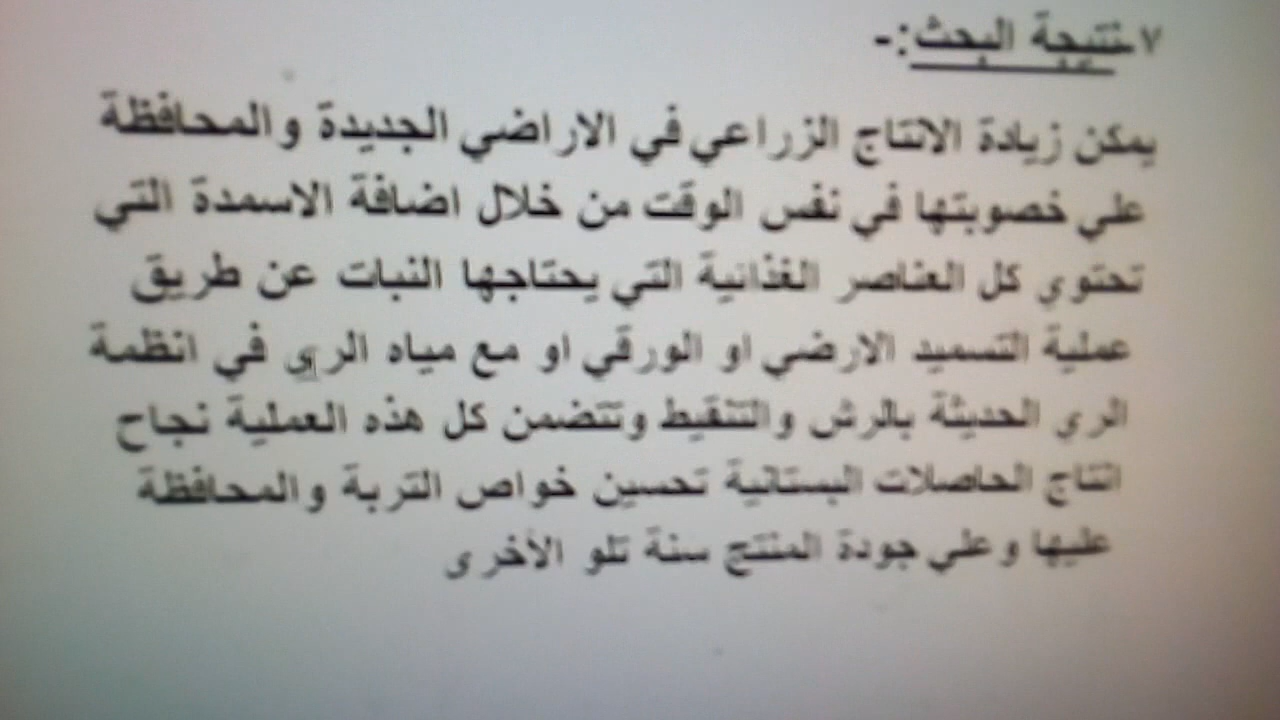 ٧-نتيجة البحث:-
يمكن زيادة الانتاج الزراعي في الاراضي الجديدة والمحافظة
علي خصوبتها في نفس الوقت من خلال اضافة الاسمدة التي
تحتوي كل العناصر الغذائية التي يحتاجها النبات عن طريق
عملية التسميد الارضي او الورقي او مع مياه الري في انظمة
الري الحديثة بالرش والتنقيط وتتضمن كل هذه العملية نجاح
انتاج الحاصلات البستانية تحسين خواص التربة والمحافظة
عليها وعلي جودة المنتج سنة تلو الأخرى